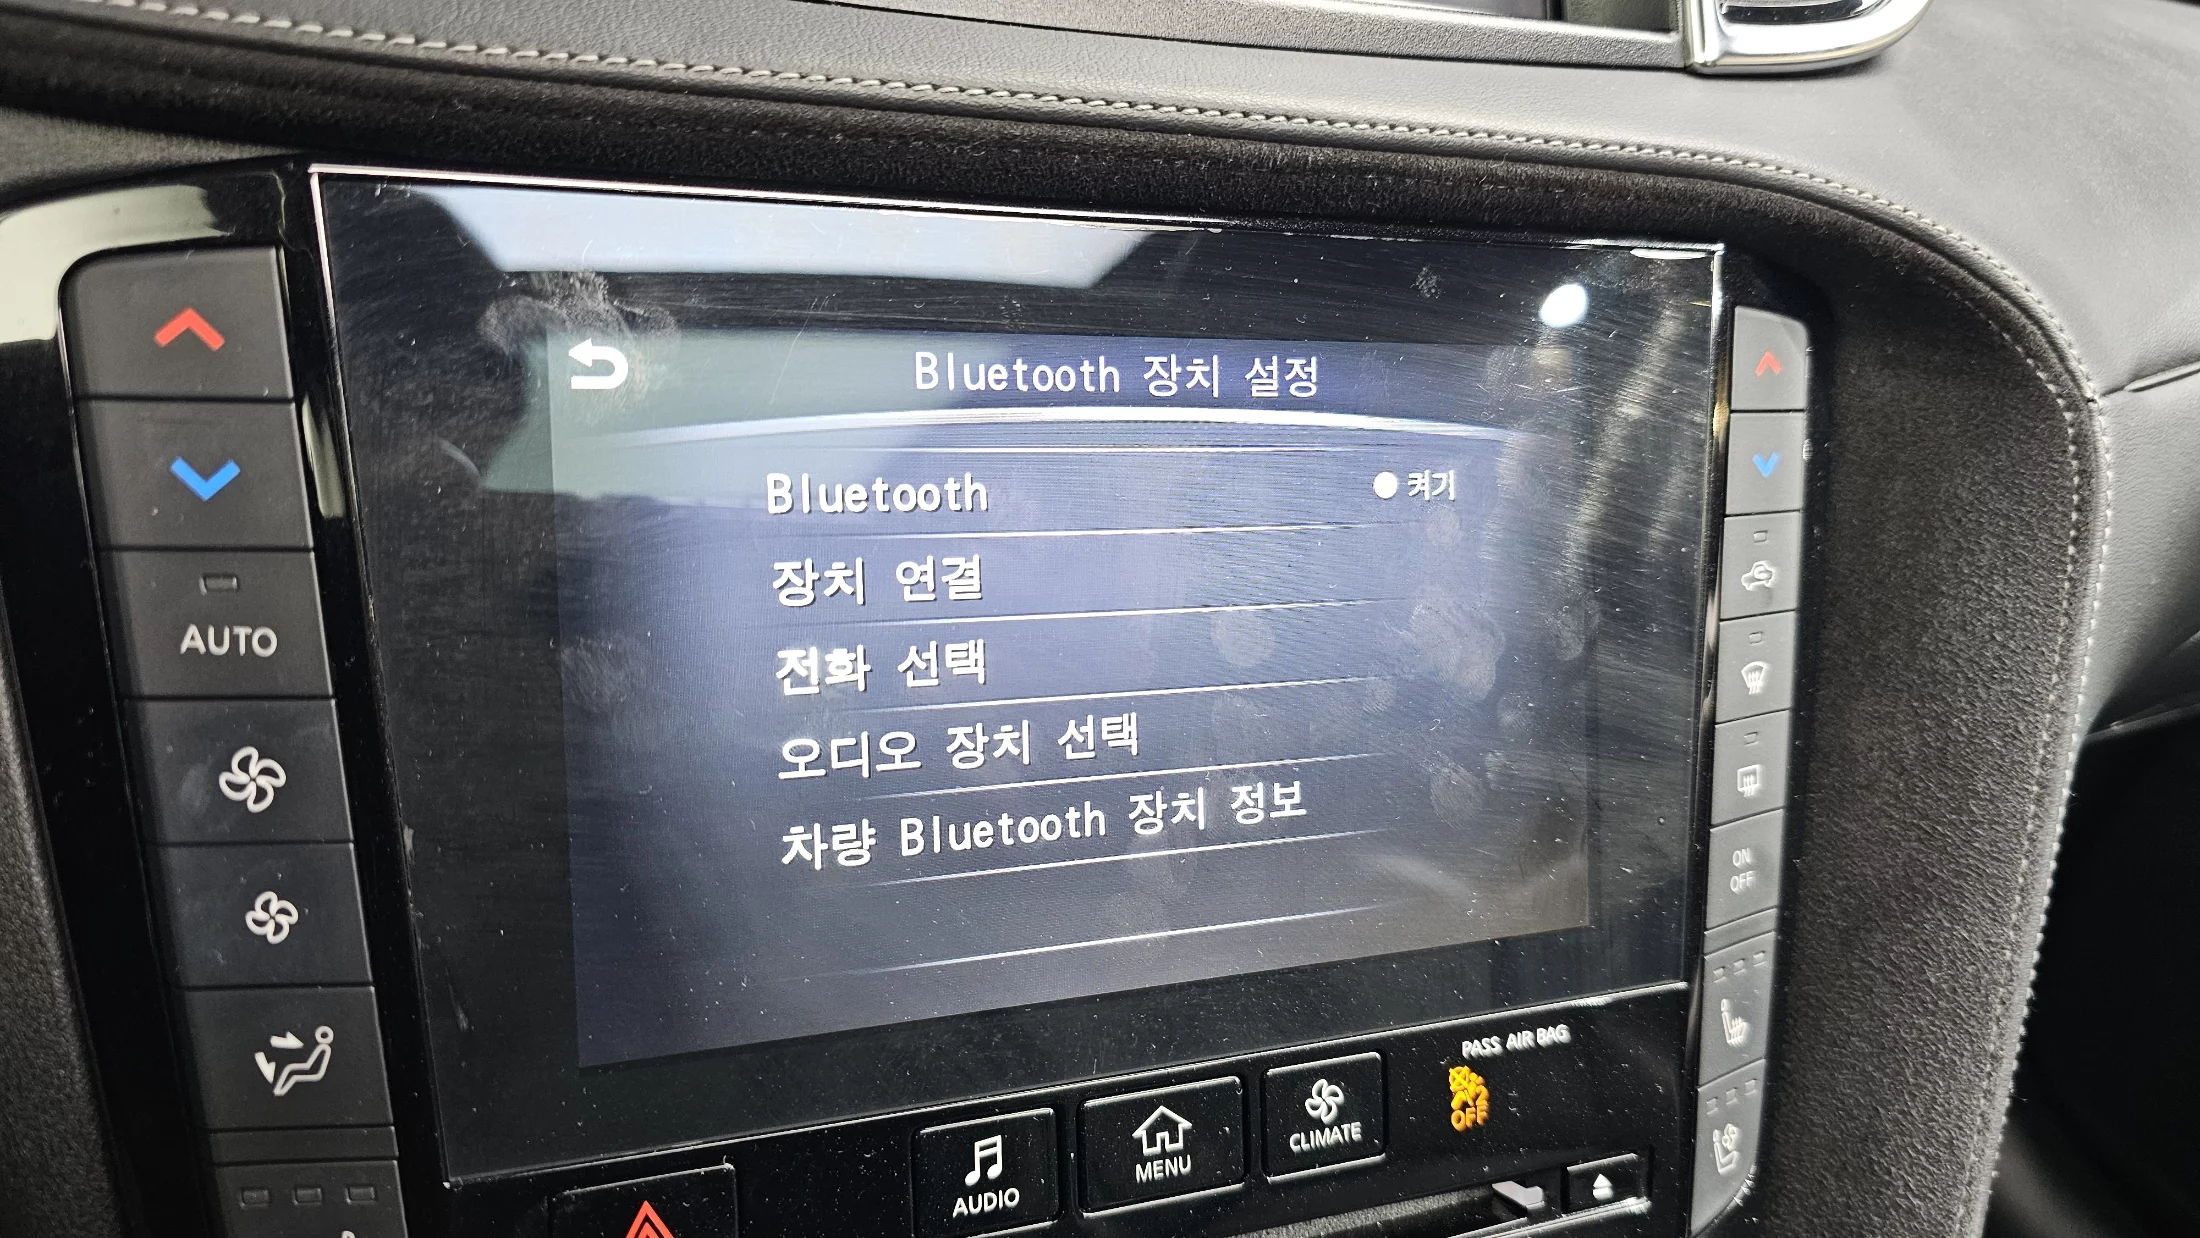 Bluetooth 장치 설정
Bluetooth 켜기
장치 연결
전화 선택
오디오 장치 선택
차량 Bluetooth 장치 정보
AUTO
ON
OFF
PASS AIR BAG
OFF
AUDIO
MENU
CLIMATE